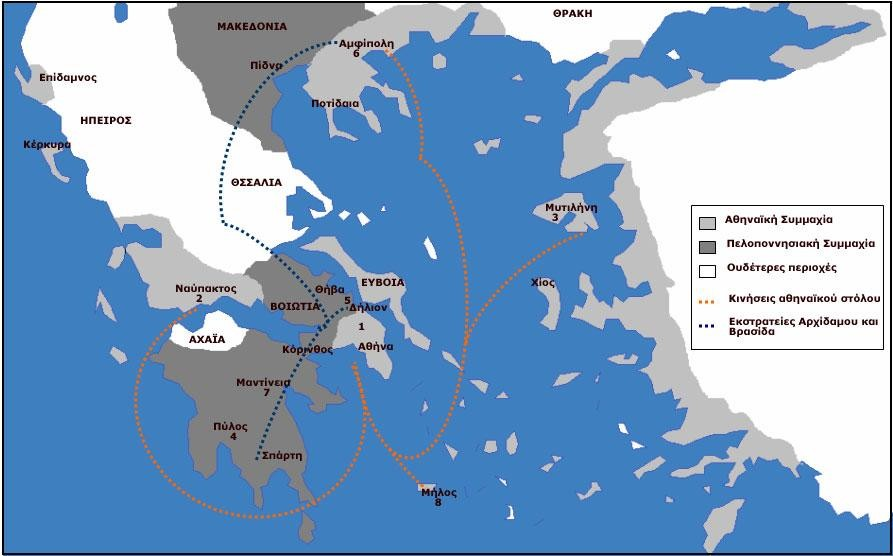 ΜΑΚΕΔΟΝΙΑ
ΘΡΑΚΗ
Αμφίπολη
6
Πίδνα
Επίδαμνος
Ποτίδαια
ΗΠΕΙΡΟΣ
Κέρκυρα
ΘΣΣΑΛΙΑ
Μυτιλήνη
3
Αθηναϊκή Συμμαχία
Πελοποννησιακή Συμμαχία
Ουδέτερες περιοχές
Κινήσεις αθηναϊκού στόλου
Εκστρατείες Αρχίδαμου και
Βρασίδα
Ναύπακτος
2
Θήβα
5
ΕΥΒΟΙΑ
Χίος
ΒΟΙΩΤΙΑ
Δήλιον
1
ΑΧΑΪΑ
Κόρινθος
Αθήνα
Μαντίνεια
7
Πύλος
4
Σπάρτη
Μήλος
8